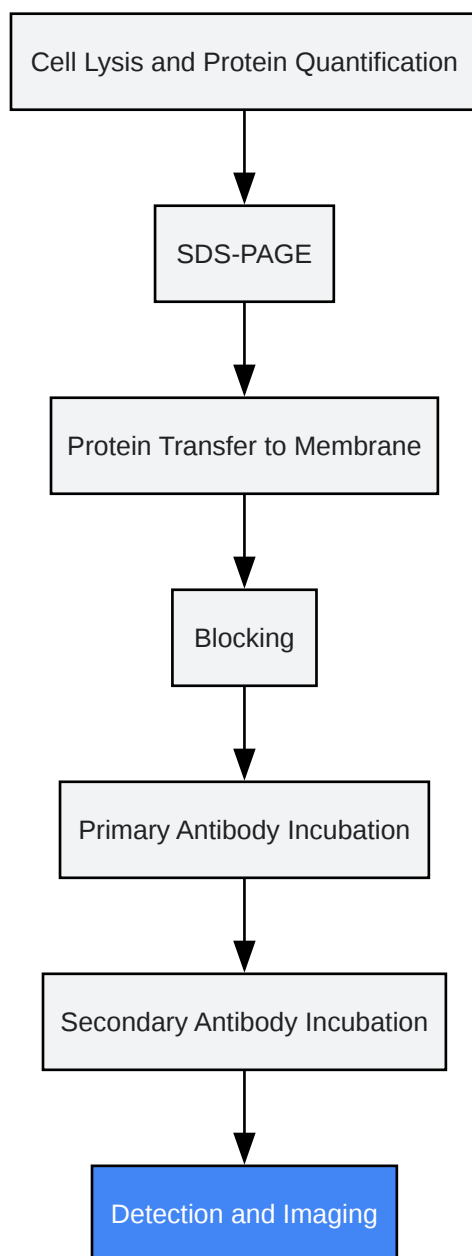 Cell Lysis and Protein Quantification
SDS-PAGE
Protein Transfer to Membrane
Blocking
Primary Antibody Incubation
Secondary Antibody Incubation
Detection and Imaging